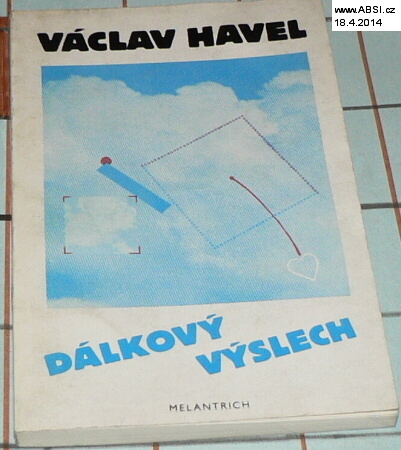 www.ABSI.cz
18.4.2014
VÁCLAV HAVEL
DÁLKOVÝ
VÝSLECH
MELANTRICH